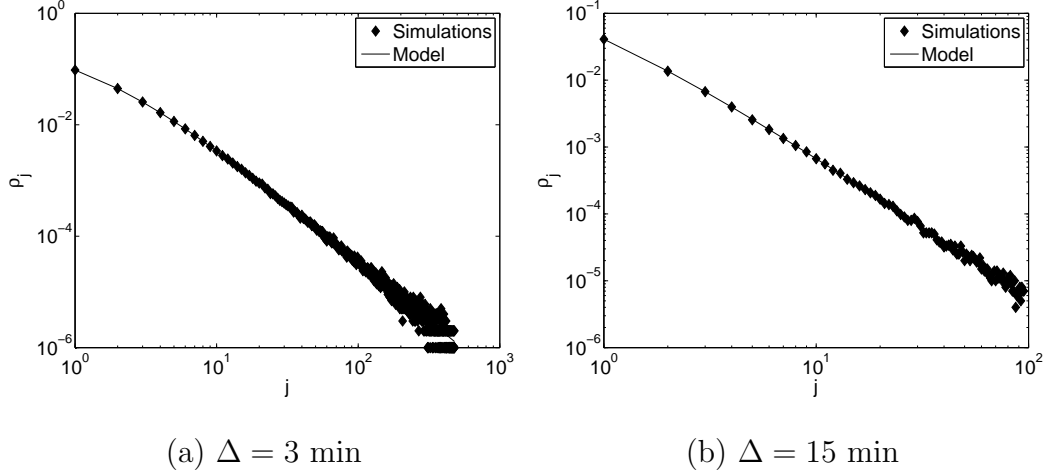 10^0
10^{-2}
10^{-4}
10^{-6}
ρ_j
10^0
10^1
10^2
10^3
j
Simulations
Model
(a) Δ = 3 min
10^{-1}
10^{-2}
10^{-3}
10^{-4}
10^{-5}
10^{-6}
ρ_j
10^0
10^1
10^2
j
Simulations
Model
(b) Δ = 15 min